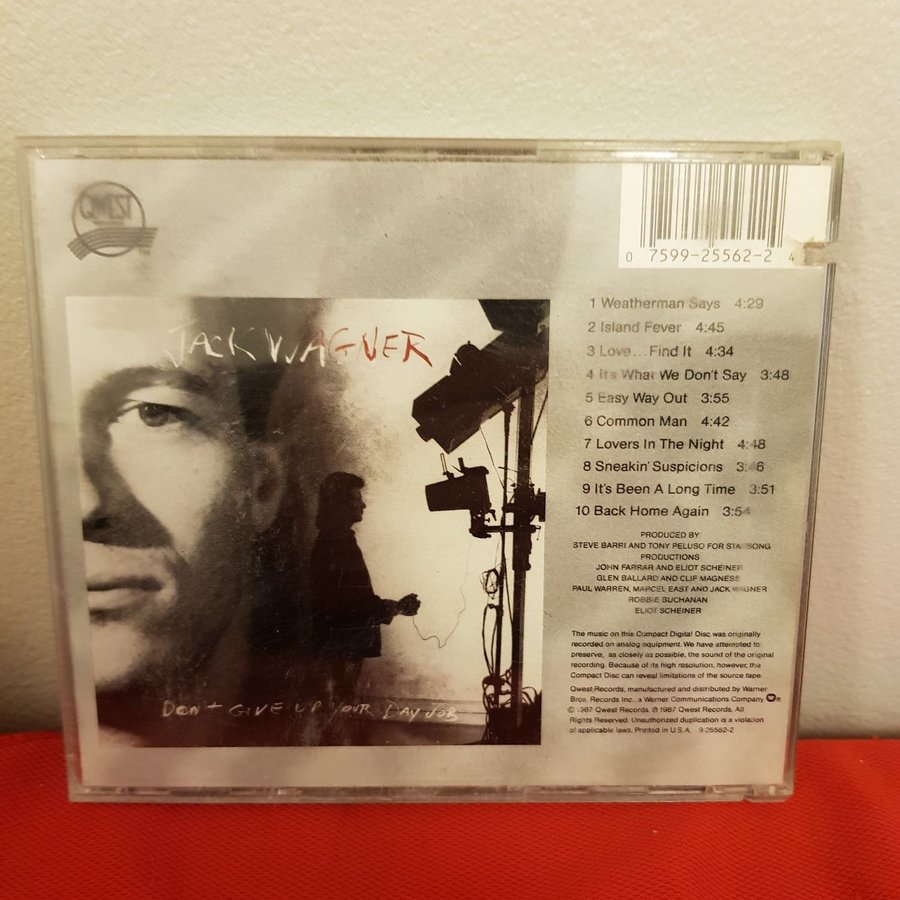 QWEST
0 7599-25562-2 4
JACK WAGNER
DON'T GIVE UP YOUR DAY JOB
1 Weatherman Says 4:29
2 Island Fever 4:45
3 Love...Find It 4:34
4 It's What We Don't Say 3:48
5 Easy Way Out 3:55
6 Common Man 4:42
7 Lovers In The Night 4:48
8 Sneakin' Suspicions 3:46
9 It's Been A Long Time 3:51
10 Back Home Again 3:54
PRODUCED BY
STEVE BARRI AND TONY PELUSO FOR STARSONG
PRODUCTIONS
JOHN FARRAR AND ELIOT SCHEINER
GLEN BALLARD AND CLIF MAGNESS
PAUL WARREN, MARCEL EAST AND JACK WAGNER
ROBBIE BUCHANAN
ELIOT SCHEINER
The music on this Compact Digital Disc was originally
recorded on analog equipment. We have attempted to
preserve, as closely as possible, the sound of the original
recording. Because of its high resolution, however, the
Compact Disc can reveal limitations of the source tape.
Qwest Records, manufactured and distributed by Warner
Bros. Records Inc., a Warner Communications Company ®.
© 1987 Qwest Records. ℗ 1987 Qwest Records. All
Rights Reserved. Unauthorized duplication is a violation
of applicable laws. Printed in U.S.A. 9 25562-2